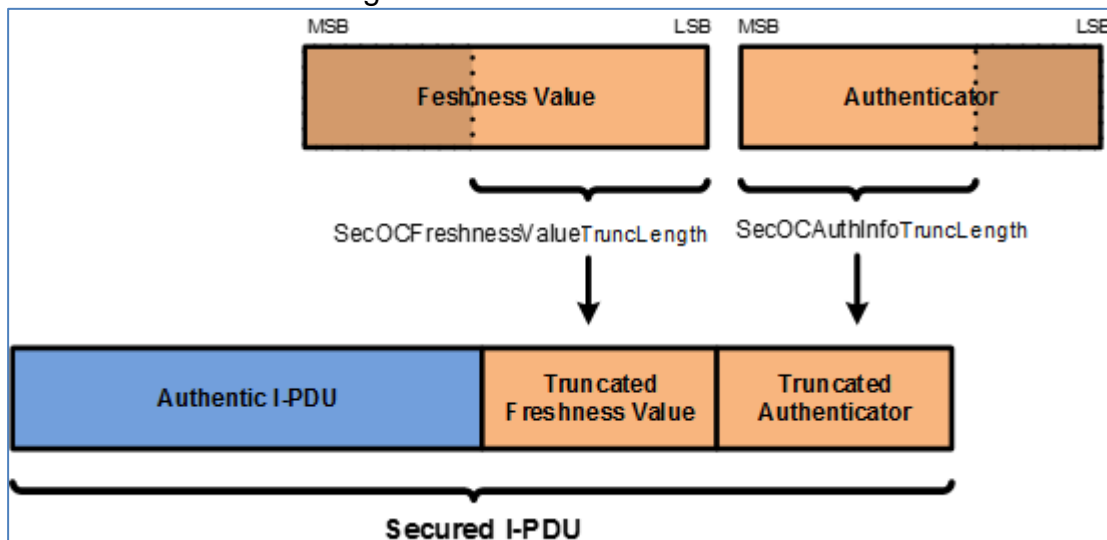 MSB LSB MSB LSB
Feshness Value Authenticator
SecOCFreshnessValueTruncLength SecOCAuthInfoTruncLength
Authentic I-PDU
Truncated
Freshness Value
Truncated
Authenticator
Secured I-PDU